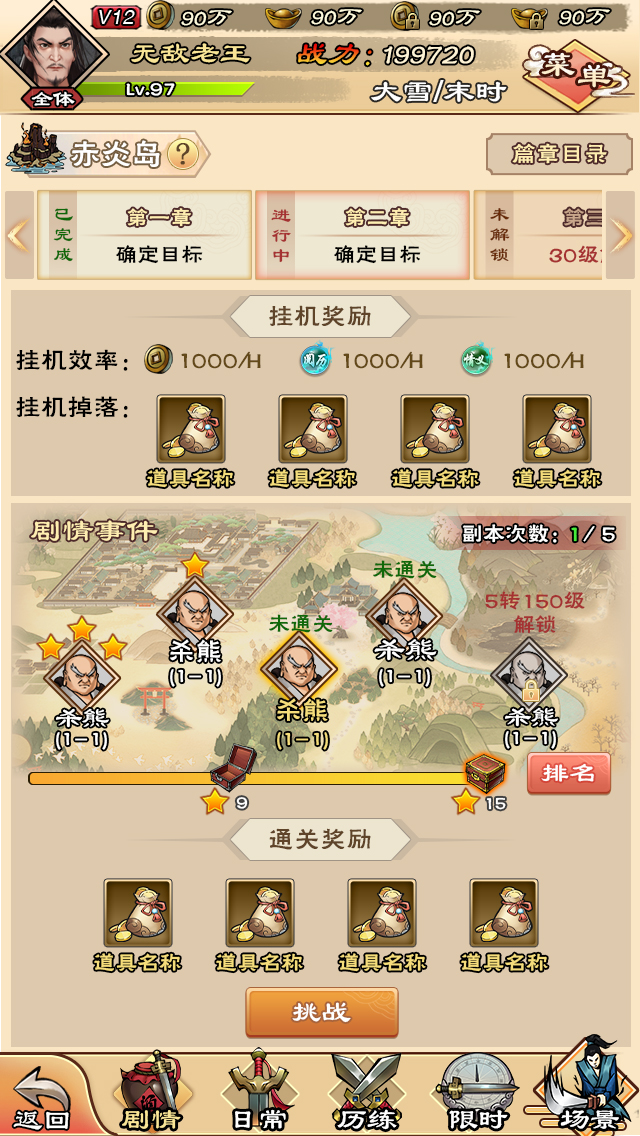 V12 90万 90万 90万 90万
无敌老王 战力：199720
全体 Lv.97 大雪/末时
菜单
赤炎岛 ? 篇章目录
已完成 第一章 确定目标
进行中 第二章 确定目标
未解锁 第三 30级
挂机奖励
挂机效率： 1000/H 阅历 1000/H 情义 1000/H
挂机掉落：
道具名称 道具名称 道具名称 道具名称
剧情事件 副本次数：1/5
未通关
杀熊
(1-1)
未通关
杀熊
(1-1)
5转150级
解锁
杀熊
(1-1)
杀熊
(1-1)
杀熊
(1-1)
9 15 排名
通关奖励
道具名称 道具名称 道具名称 道具名称
挑战
返回 剧情 日常 历练 限时 场景